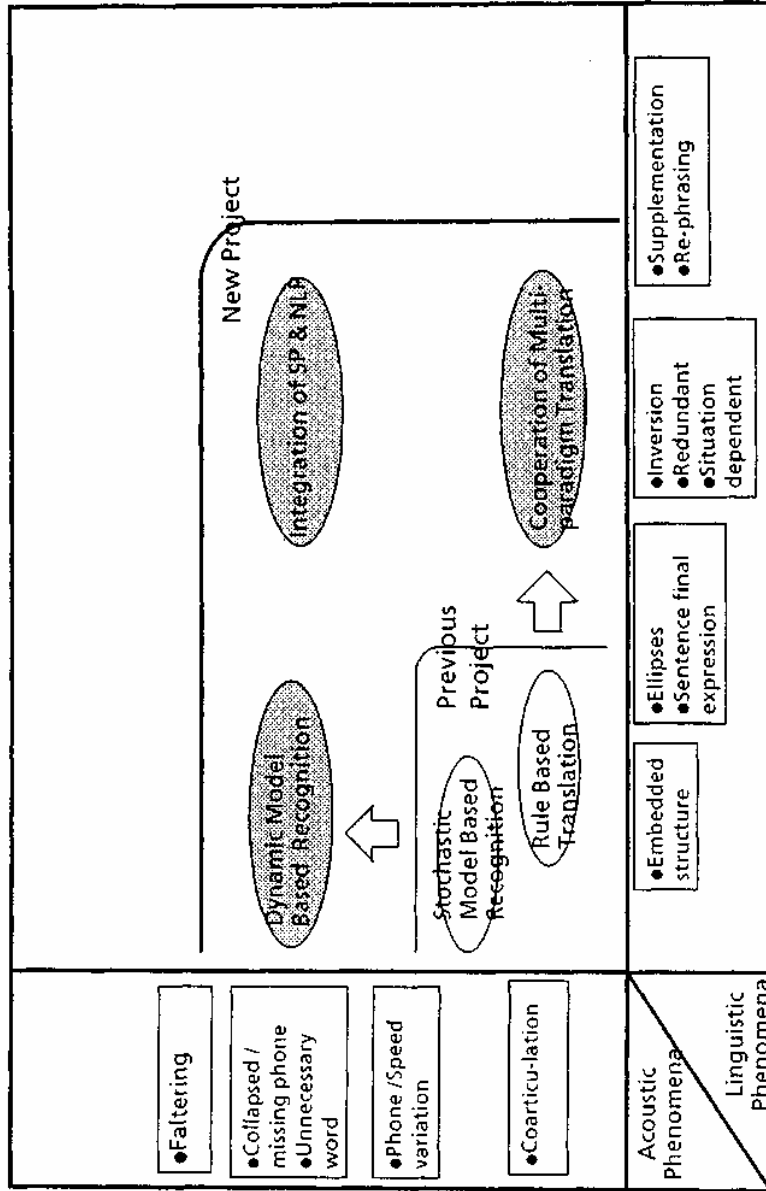 ●Faltering
●Collapsed /
missing phone
●Unnecessary
word
●Phone /Speed
variation
●Coarticu-lation
Acoustic
Phenomena
Linguistic
Phenomena
New Project
Dynamic Model
Based Recognition
Integration of SP & NLP
Previous
Project
Stochastic
Model Based
Recognition
Rule Based
Translation
Cooperation of Multi-
paradigm Translation
●Embedded
structure
●Ellipses
●Sentence final
expression
●Inversion
●Redundant
●Situation
dependent
●Supplementation
●Re-phrasing